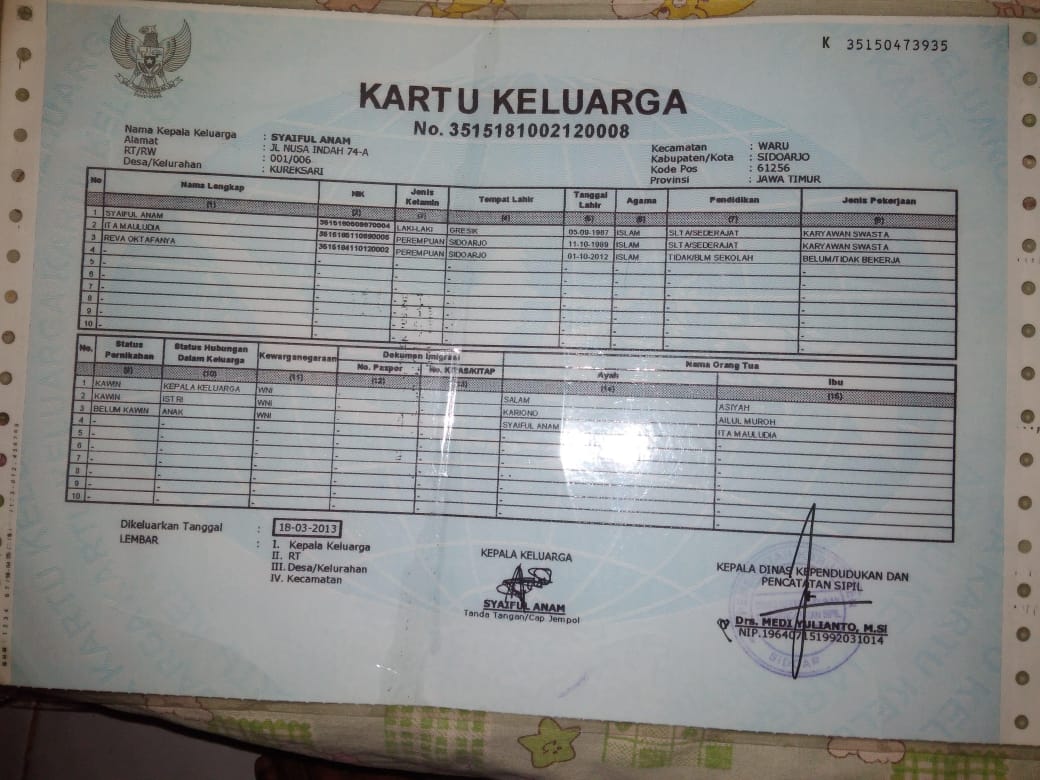 K 35150473935
KARTU KELUARGA
No. 3515181002120008
Nama Kepala Keluarga : SYAIFUL ANAM
Alamat : JL NUSA INDAH 74-A
RT/RW : 001/006
Desa/Kelurahan : KUREKSARI
Kecamatan : WARU
Kabupaten/Kota : SIDOARJO
Kode Pos : 61256
Provinsi : JAWA TIMUR
No Nama Lengkap NIK Jenis Kelamin Tempat Lahir Tanggal Lahir Agama Pendidikan Jenis Pekerjaan
(1) (2) (3) (4) (5) (6) (7) (8)
1 SYAIFUL ANAM LAKI-LAKI GRESIK 05-09-1987 ISLAM SLTA/SEDERAJAT KARYAWAN SWASTA
2 ITA MAULUDIA PEREMPUAN SIDOARJO 11-10-1989 ISLAM SLTA/SEDERAJAT KARYAWAN SWASTA
3 REVA OKTAFANYA PEREMPUAN SIDOARJO 01-10-2012 ISLAM TIDAK/BLM SEKOLAH BELUM/TIDAK BEKERJA
4 -
5 -
6 -
7 -
8 -
9 -
10 -
No. Status Pernikahan Status Hubungan Dalam Keluarga Kewarganegaraan Dokumen Imigrasi Nama Orang Tua
No. Paspor No. KITAS/KITAP Ayah Ibu
(9) (10) (11) (12) (13) (14) (15)
1 KAWIN KEPALA KELUARGA WNI SALAM ASIYAH
2 KAWIN ISTRI WNI KARIONO AILUL MUROH
3 BELUM KAWIN ANAK WNI SYAIFUL ANAM ITA MAULUDIA
4 -
5 -
6 -
7 -
8 -
9 -
10 -
Dikeluarkan Tanggal : 18-03-2013
LEMBAR : I. Kepala Keluarga
II. RT
III. Desa/Kelurahan
IV. Kecamatan
KEPALA KELUARGA
SYAIFUL ANAM
Tanda Tangan/Cap Jempol
KEPALA DINAS KEPENDUDUKAN DAN
PENCATATAN SIPIL
Drs. MEDI YULIANTO, M.SI
NIP.196407151992031014